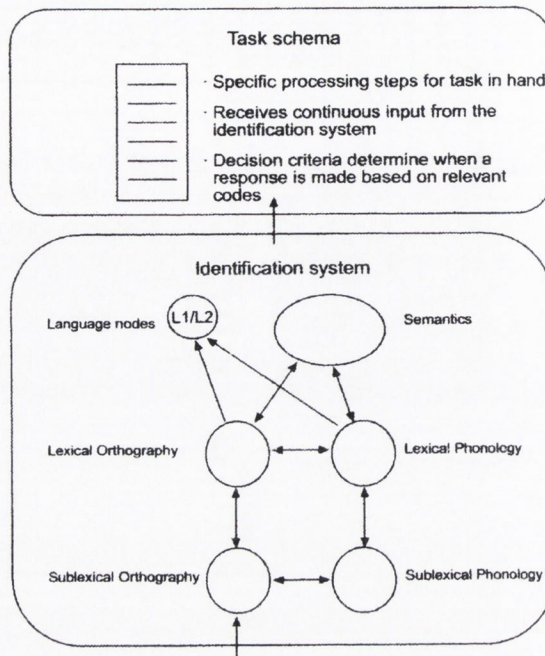 Task schema
· Specific processing steps for task in hand
· Receives continuous input from the
identification system
· Decision criteria determine when a
response is made based on relevant
codes
Identification system
Language nodes
L1/L2
Semantics
Lexical Orthography
Lexical Phonology
Sublexical Orthography
Sublexical Phonology